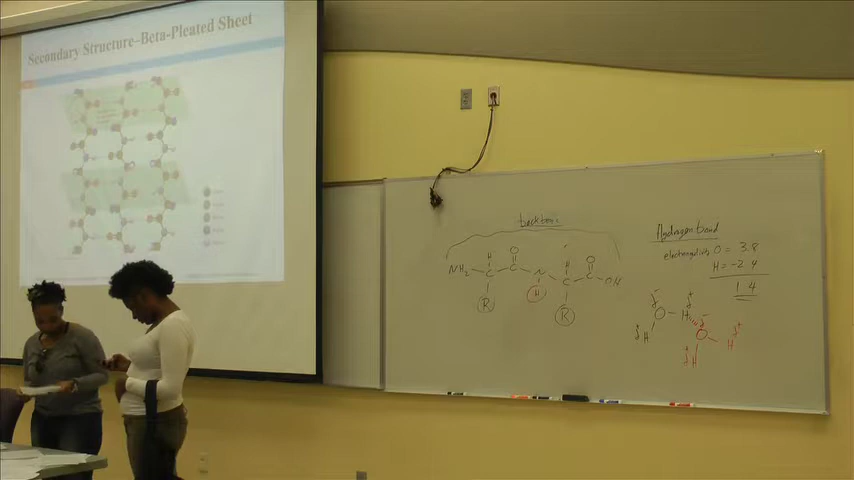 Secondary Structure–Beta-Pleated Sheet
backbone
NH2 H C R C O N H H C R C O OH
Hydrogen bond
electronegativity O = 3.8
H = -2.4
1.4
δ- δ+
O - H δ-
δ+ H O - H δ+
δ+ H